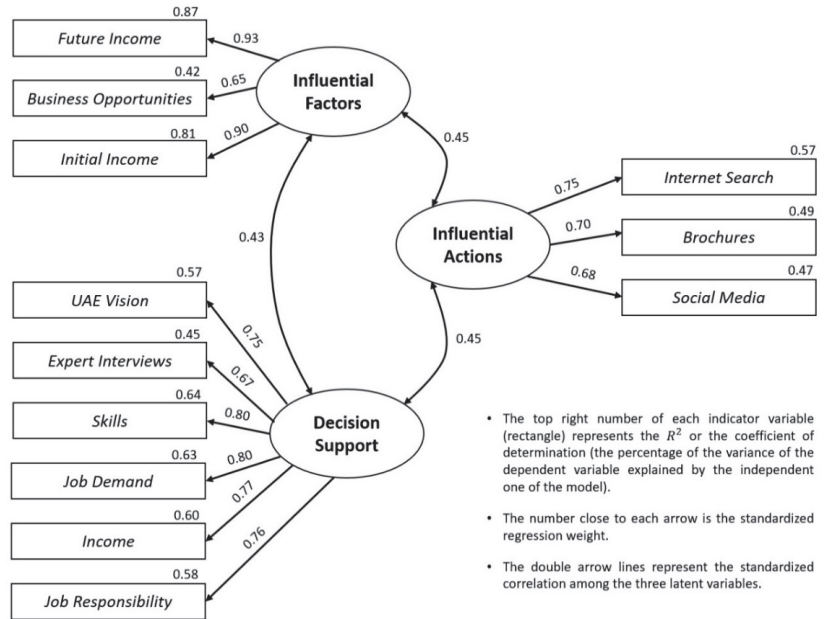 0.87
Future Income
0.93
0.42
Business Opportunities
0.65
0.81
Initial Income
0.90
Influential
Factors
0.45
0.43
Influential
Actions
0.75
0.57
Internet Search
0.70
0.49
Brochures
0.68
0.47
Social Media
0.45
0.57
UAE Vision
0.75
0.45
Expert Interviews
0.67
0.64
Skills
0.80
0.63
Job Demand
0.80
0.60
Income
0.77
0.58
Job Responsibility
0.76
Decision
Support
• The top right number of each indicator variable
(rectangle) represents the R² or the coefficient of
determination (the percentage of the variance of the
dependent variable explained by the independent
one of the model).
• The number close to each arrow is the standardized
regression weight.
• The double arrow lines represent the standardized
correlation among the three latent variables.